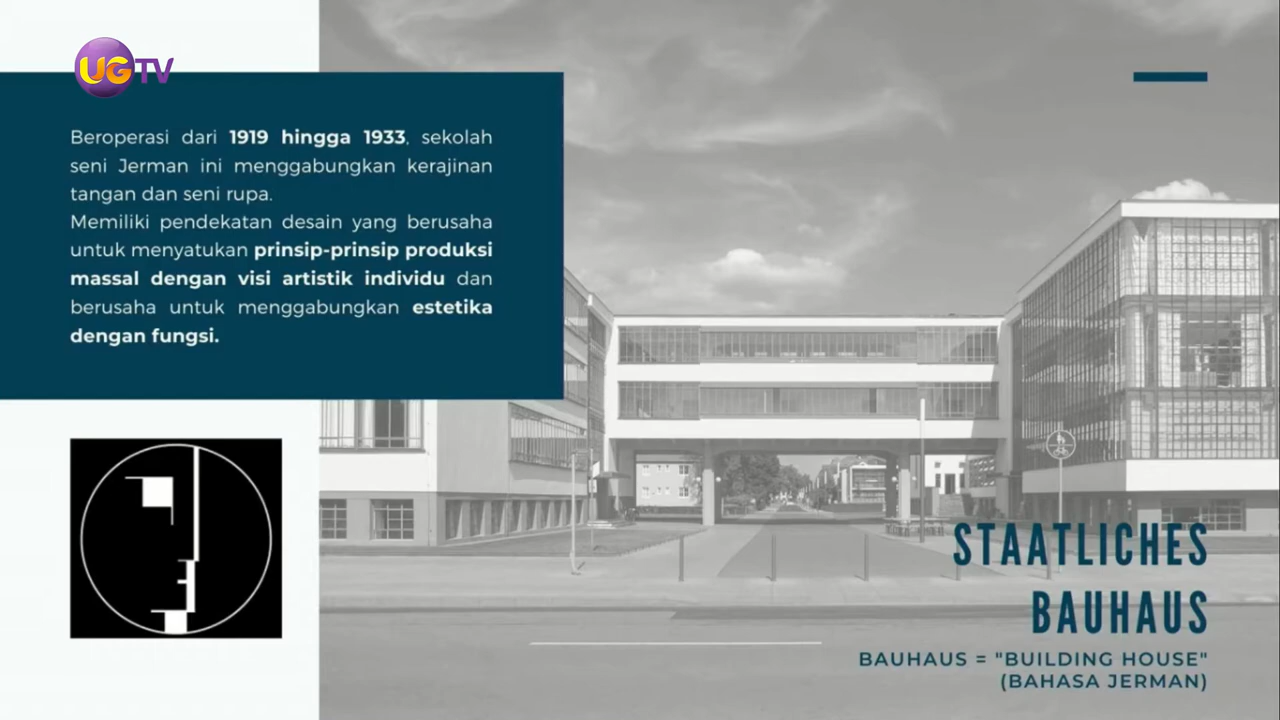 UGTV
Beroperasi dari 1919 hingga 1933, sekolah
seni Jerman ini menggabungkan kerajinan
tangan dan seni rupa.
Memiliki pendekatan desain yang berusaha
untuk menyatukan prinsip-prinsip produksi
massal dengan visi artistik individu dan
berusaha untuk menggabungkan estetika
dengan fungsi.
STAATLICHES
BAUHAUS
BAUHAUS = "BUILDING HOUSE"
(BAHASA JERMAN)